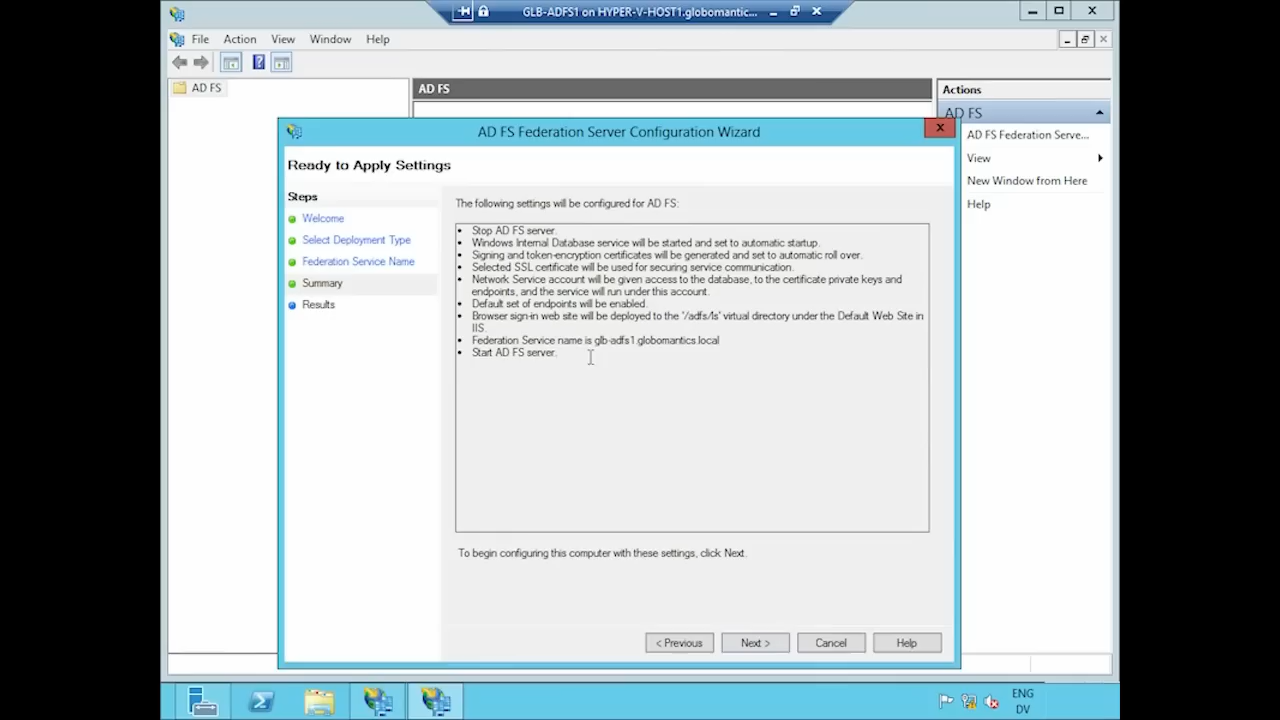 GLB-ADFS1 on HYPER-V-HOST1.globomantic...
File Action View Window Help
AD FS
AD FS
Actions
AD FS
AD FS Federation Serve...
View
New Window from Here
Help
AD FS Federation Server Configuration Wizard
Ready to Apply Settings
Steps
Welcome
Select Deployment Type
Federation Service Name
Summary
Results
The following settings will be configured for AD FS:
• Stop AD FS server.
• Windows Internal Database service will be started and set to automatic startup.
• Signing and token-encryption certificates will be generated and set to automatic roll over.
• Selected SSL certificate will be used for securing service communication.
• Network Service account will be given access to the database, to the certificate private keys and
endpoints, and the service will run under this account.
• Default set of endpoints will be enabled.
• Browser sign-in web site will be deployed to the '/adfs/ls' virtual directory under the Default Web Site in
IIS.
• Federation Service name is glb-adfs1.globomantics.local
• Start AD FS server.
To begin configuring this computer with these settings, click Next.
< Previous
Next >
Cancel
Help
ENG
DV